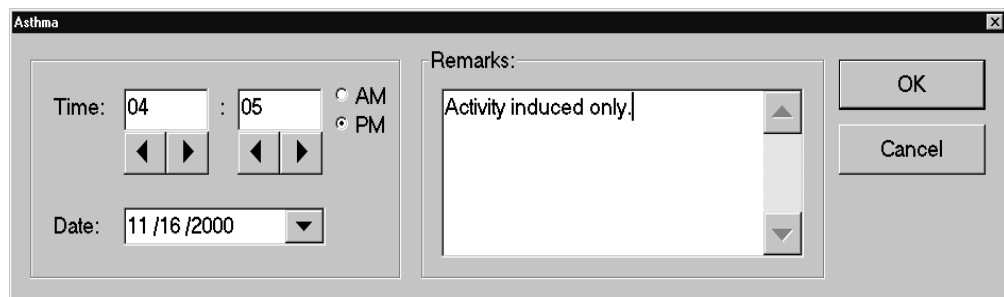 Asthma
Time: 04 : 05 AM
PM
Date: 11 /16 /2000
Remarks:
Activity induced only.
OK
Cancel